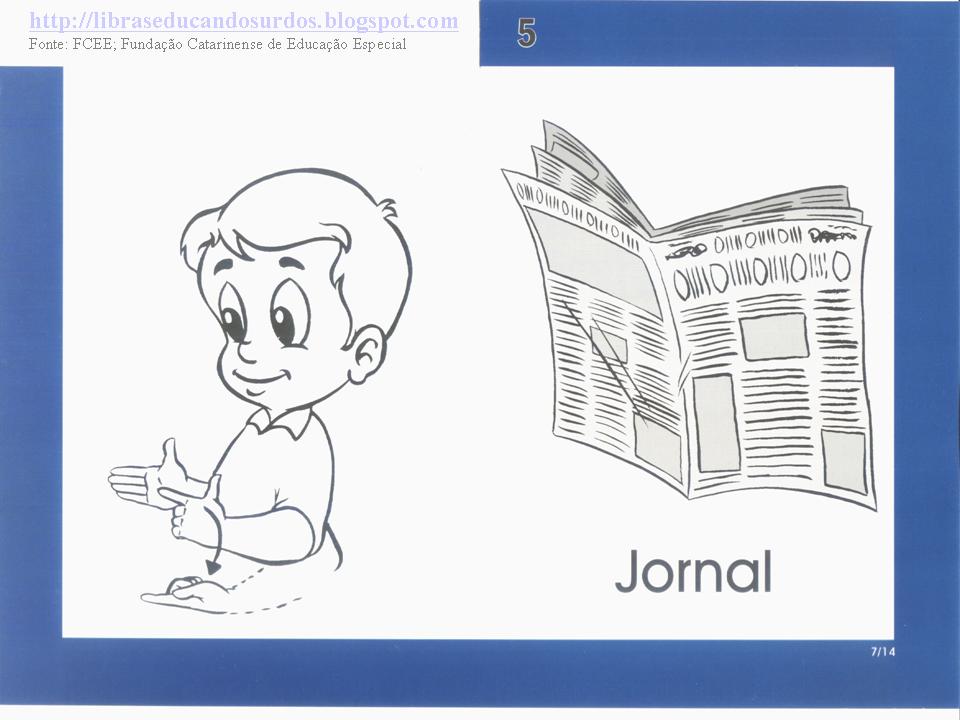 http://libraseducandosurdos.blogspot.com
Fonte: FCEE; Fundação Catarinense de Educação Especial
5
Jornal
7/14